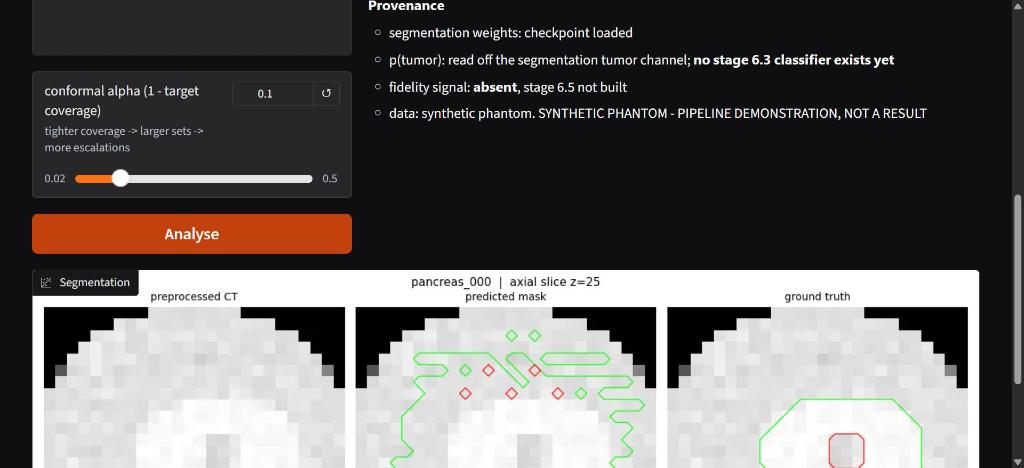 Provenance
segmentation weights: checkpoint loaded
p(tumor): read off the segmentation tumor channel; no stage 6.3 classifier exists yet
fidelity signal: absent, stage 6.5 not built
data: synthetic phantom. SYNTHETIC PHANTOM - PIPELINE DEMONSTRATION, NOT A RESULT
conformal alpha (1 - target
coverage)
0.1
tighter coverage -> larger sets ->
more escalations
0.02
0.5
Analyse
Segmentation
pancreas_000 | axial slice z=25
preprocessed CT
predicted mask
ground truth